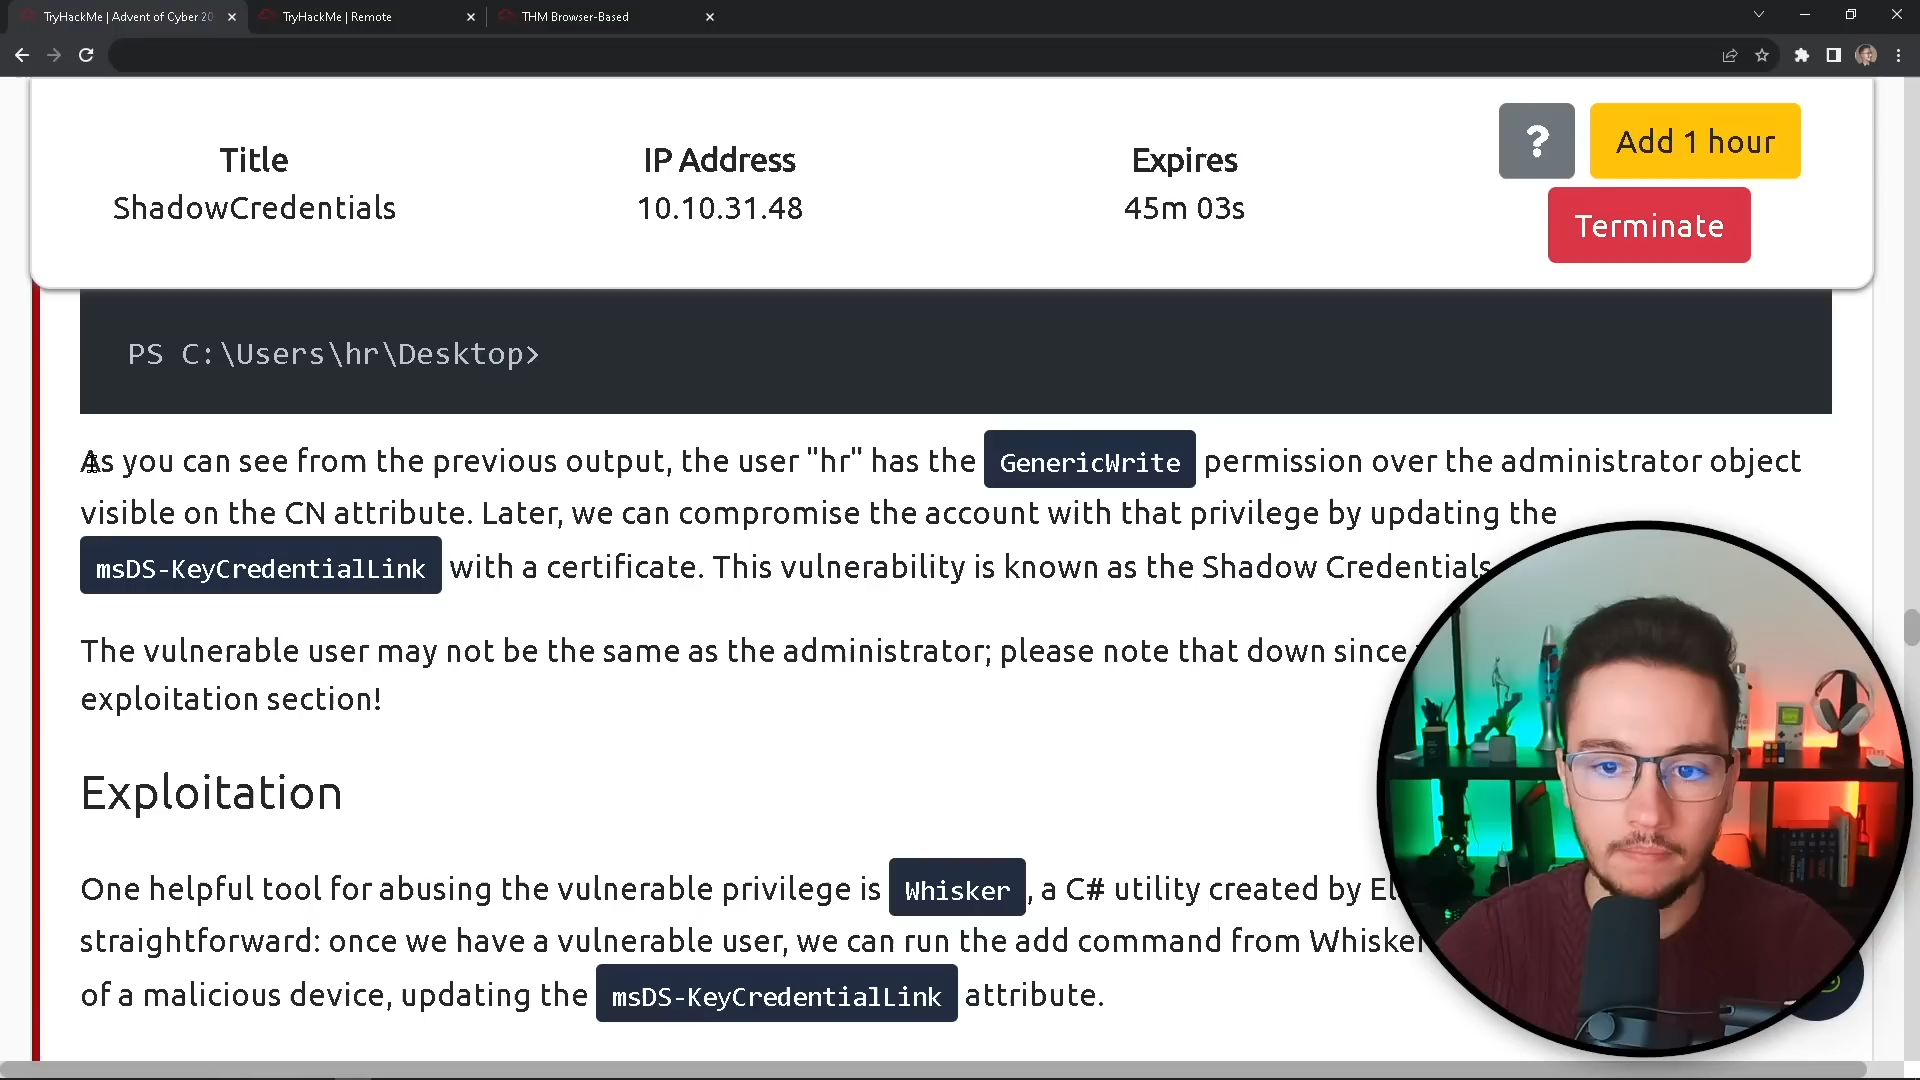 TryHackMe | Advent of Cyber 20
TryHackMe | Remote
THM Browser-Based
Title
ShadowCredentials
IP Address
10.10.31.48
Expires
45m 03s
?
Add 1 hour
Terminate
PS C:\Users\hr\Desktop>
As you can see from the previous output, the user "hr" has the GenericWrite permission over the administrator object
visible on the CN attribute. Later, we can compromise the account with that privilege by updating the
msDS-KeyCredentialLink with a certificate. This vulnerability is known as the Shadow Credentials
The vulnerable user may not be the same as the administrator; please note that down since
exploitation section!
Exploitation
One helpful tool for abusing the vulnerable privilege is Whisker, a C# utility created by
straightforward: once we have a vulnerable user, we can run the add command from Whisker
of a malicious device, updating the msDS-KeyCredentialLink attribute.